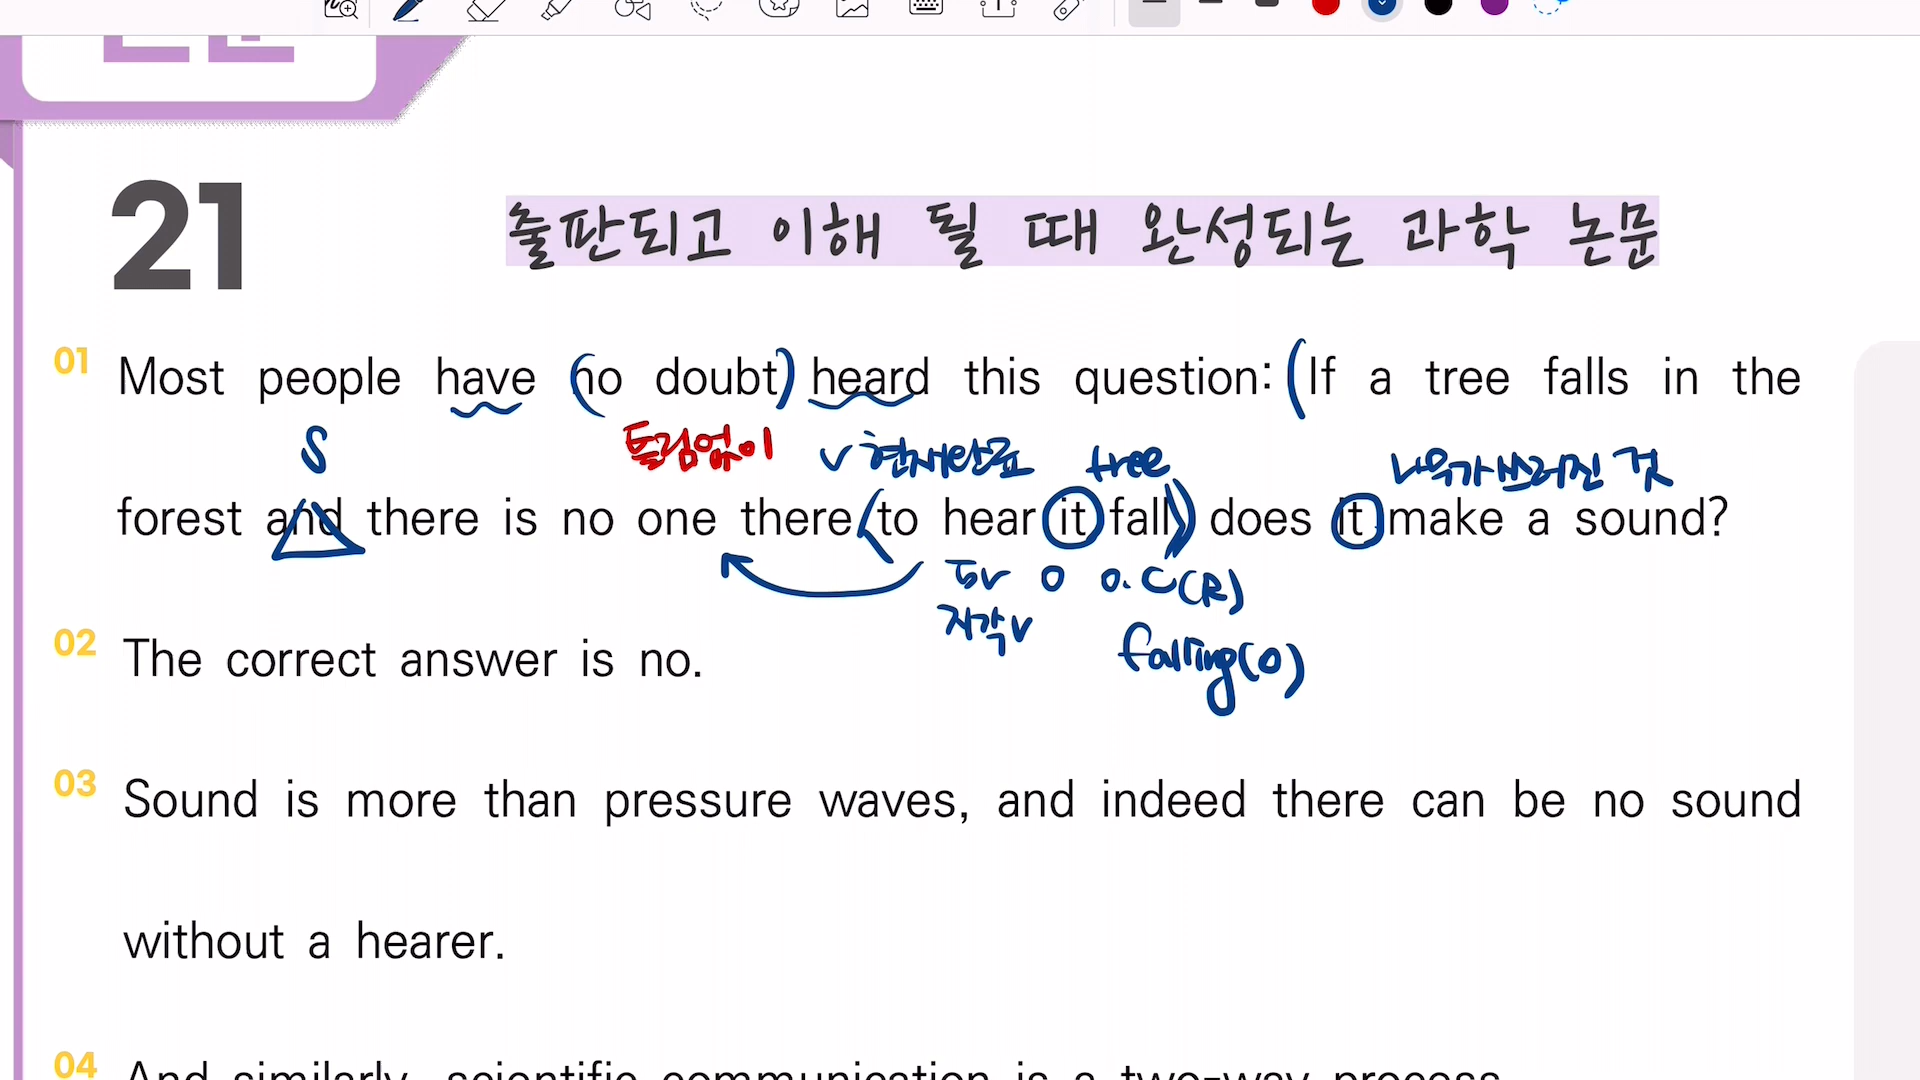 21
출판되고 이해 될 때 완성되는 과학 논문
01 Most people have (no doubt) heard this question: (If a tree falls in the
S 틀림없이 V 현재완료 tree 나무가 쓰러진 것
forest and there is no one there (to hear it fall) does it make a sound?
5V O O.C(R)
지각V falling(O)
02 The correct answer is no.
03 Sound is more than pressure waves, and indeed there can be no sound
without a hearer.
04 And similarly, scientific communication is a two-way process.